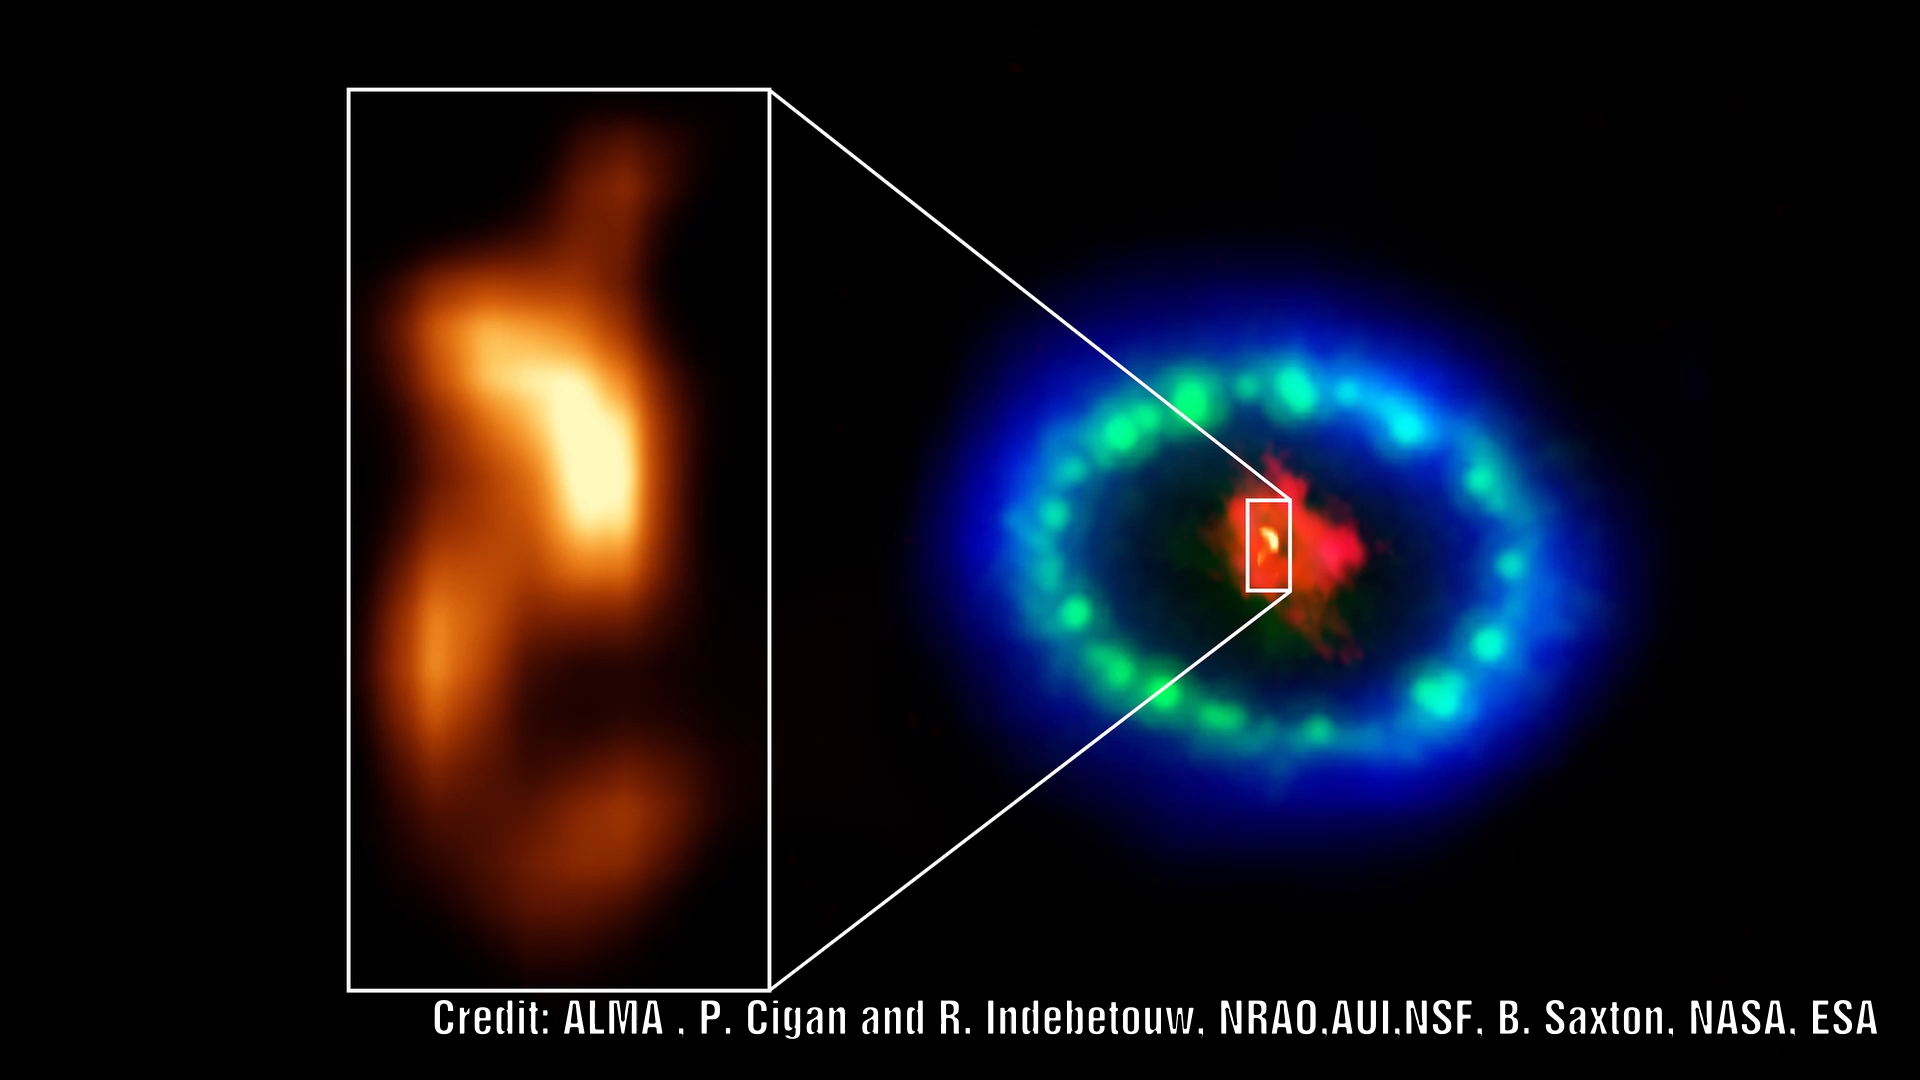 Credit: ALMA , P. Cigan and R. Indebetouw, NRAO,AUI,NSF, B. Saxton, NASA, ESA